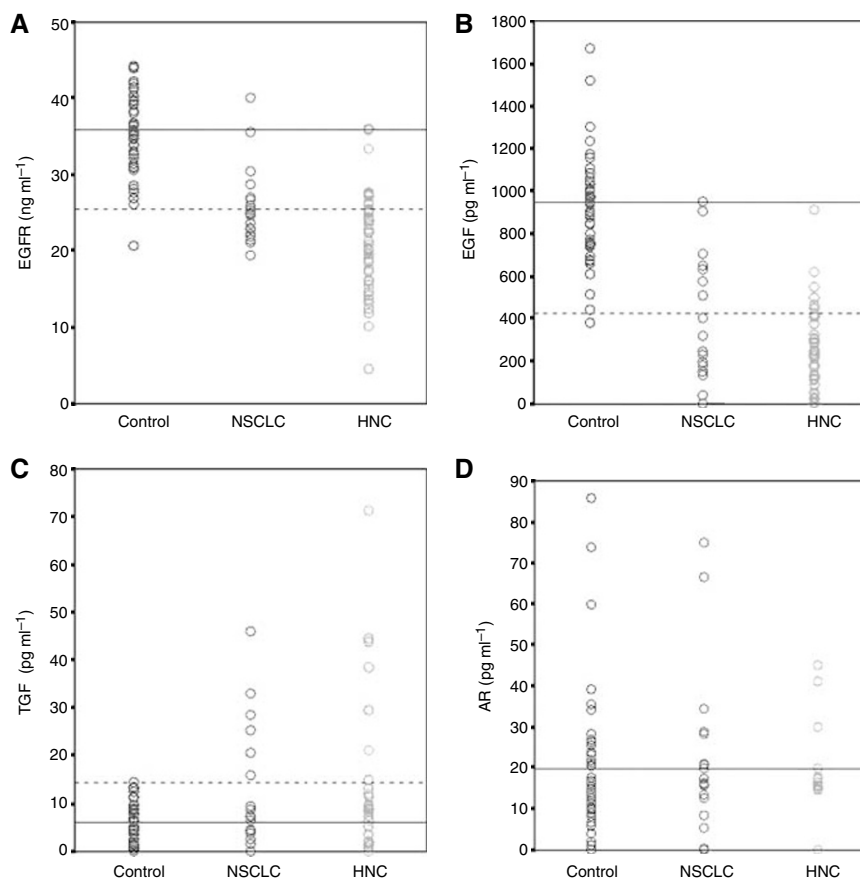 A
EGFR (ng ml⁻¹)
50
40
30
20
10
0
Control NSCLC HNC
B
EGF (pg ml⁻¹)
1800
1600
1400
1200
1000
800
600
400
200
0
Control NSCLC HNC
C
TGF (pg ml⁻¹)
80
70
60
50
40
30
20
10
0
Control NSCLC HNC
D
AR (pg ml⁻¹)
90
80
70
60
50
40
30
20
10
0
Control NSCLC HNC